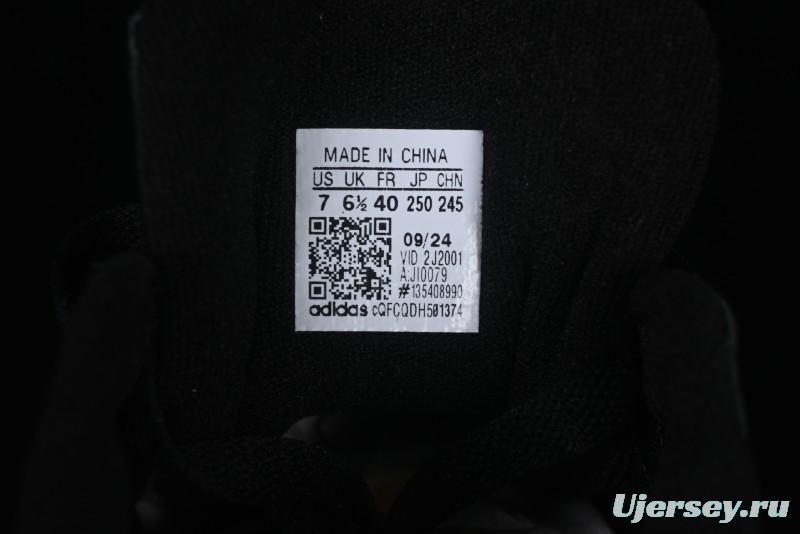 MADE IN CHINA
US UK FR JP CHN
7 6½ 40 250 245
09/24
VID 2J2001
A:JI0079
#135408990
adidas cQFCQDH501374
Ujersey.ru